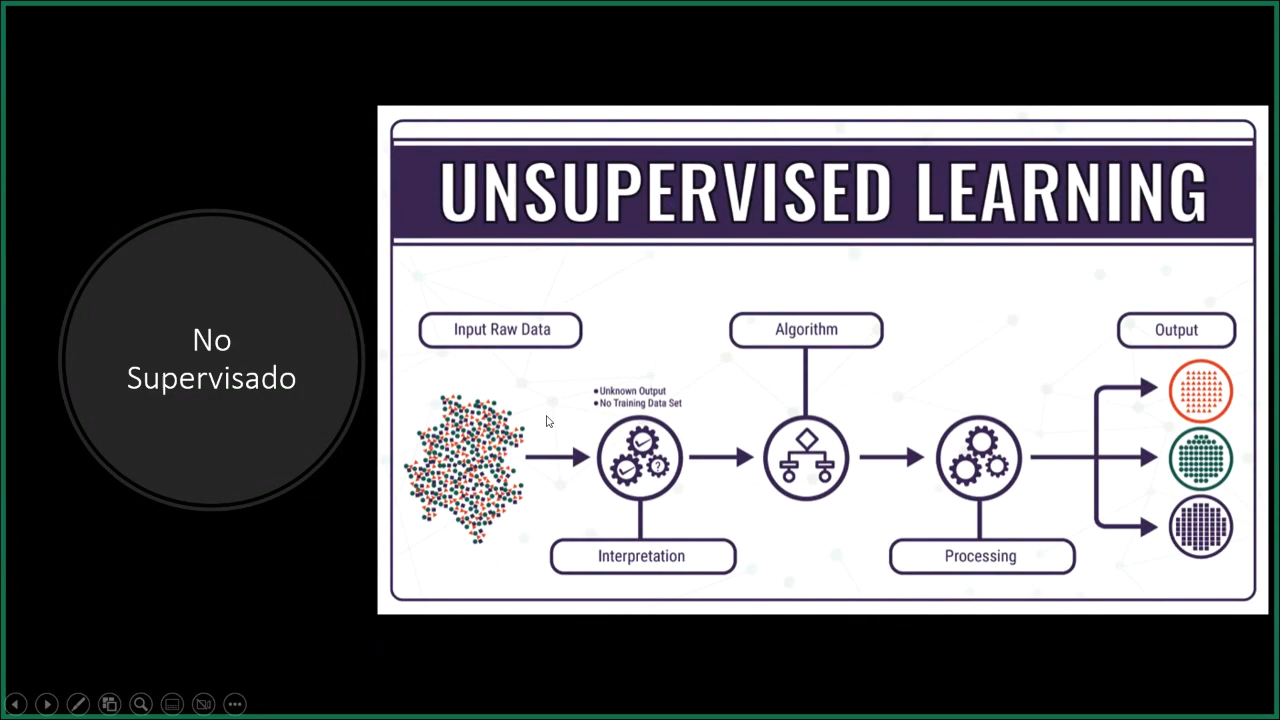 No
Supervisado
UNSUPERVISED LEARNING
Input Raw Data
Algorithm
Output
• Unknown Output
• No Training Data Set
?
Interpretation
Processing